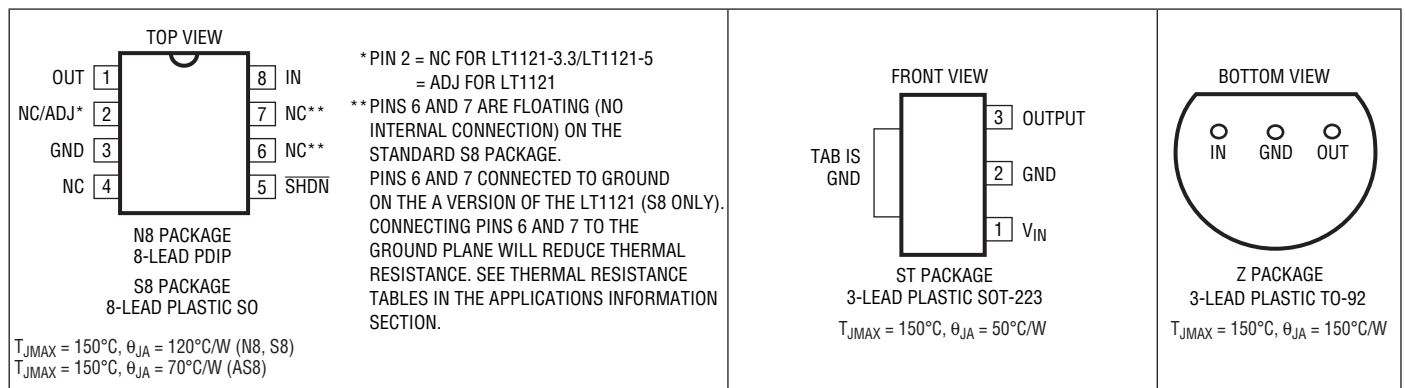 TOP VIEW
OUT 1
NC/ADJ* 2
GND 3
NC 4
8 IN
7 NC**
6 NC**
5 SHDN
N8 PACKAGE
8-LEAD PDIP
S8 PACKAGE
8-LEAD PLASTIC SO
TJMAX = 150°C, θJA = 120°C/W (N8, S8)
TJMAX = 150°C, θJA = 70°C/W (AS8)
*PIN 2 = NC FOR LT1121-3.3/LT1121-5
= ADJ FOR LT1121
**PINS 6 AND 7 ARE FLOATING (NO
INTERNAL CONNECTION) ON THE
STANDARD S8 PACKAGE.
PINS 6 AND 7 CONNECTED TO GROUND
ON THE A VERSION OF THE LT1121 (S8 ONLY).
CONNECTING PINS 6 AND 7 TO THE
GROUND PLANE WILL REDUCE THERMAL
RESISTANCE. SEE THERMAL RESISTANCE
TABLES IN THE APPLICATIONS INFORMATION
SECTION.
FRONT VIEW
TAB IS
GND
3 OUTPUT
2 GND
1 VIN
ST PACKAGE
3-LEAD PLASTIC SOT-223
TJMAX = 150°C, θJA = 50°C/W
BOTTOM VIEW
IN GND OUT
Z PACKAGE
3-LEAD PLASTIC TO-92
TJMAX = 150°C, θJA = 150°C/W